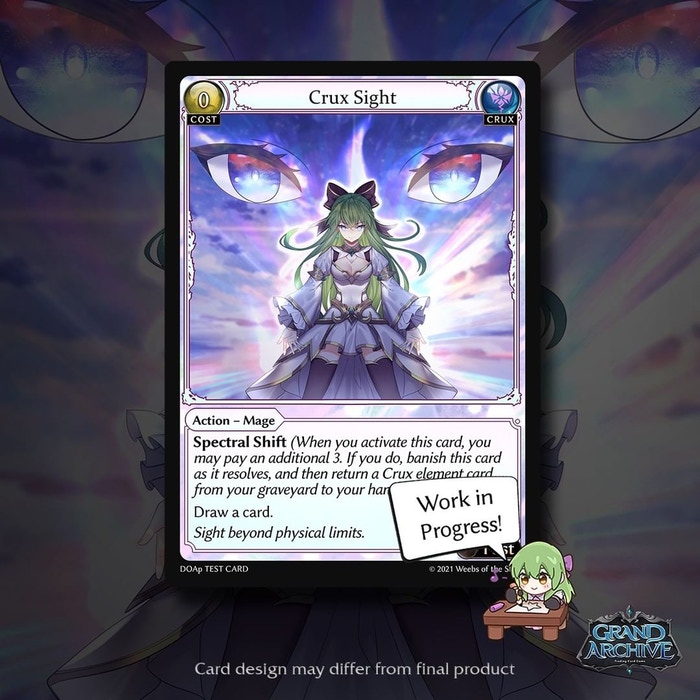 0
COST
Crux Sight
CRUX
Action – Mage
Spectral Shift (When you activate this card, you
may pay an additional 3. If you do, banish this card
as it resolves, and then return a Crux element card
from your graveyard to your
Draw a card.
Sight beyond physical limits.
Work in
Progress!
DOAp TEST CARD
© 2021 Weebs of the
GRAND
ARCHIVE
Trading Card Game
Card design may differ from final product